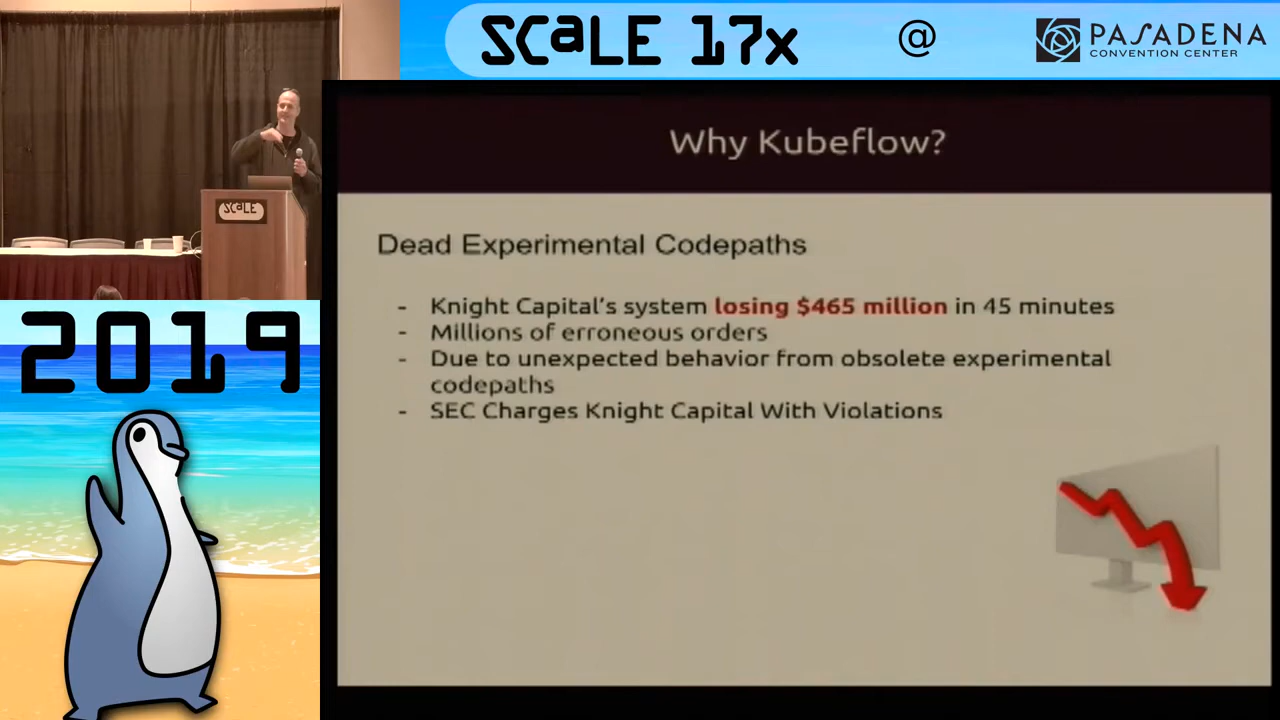 SCaLE 17x
@
PASADENA
CONVENTION CENTER
Why Kubeflow?
SCaLE
Dead Experimental Codepaths
- Knight Capital's system losing $465 million in 45 minutes
- Millions of erroneous orders
- Due to unexpected behavior from obsolete experimental
codepaths
- SEC Charges Knight Capital With Violations
2019